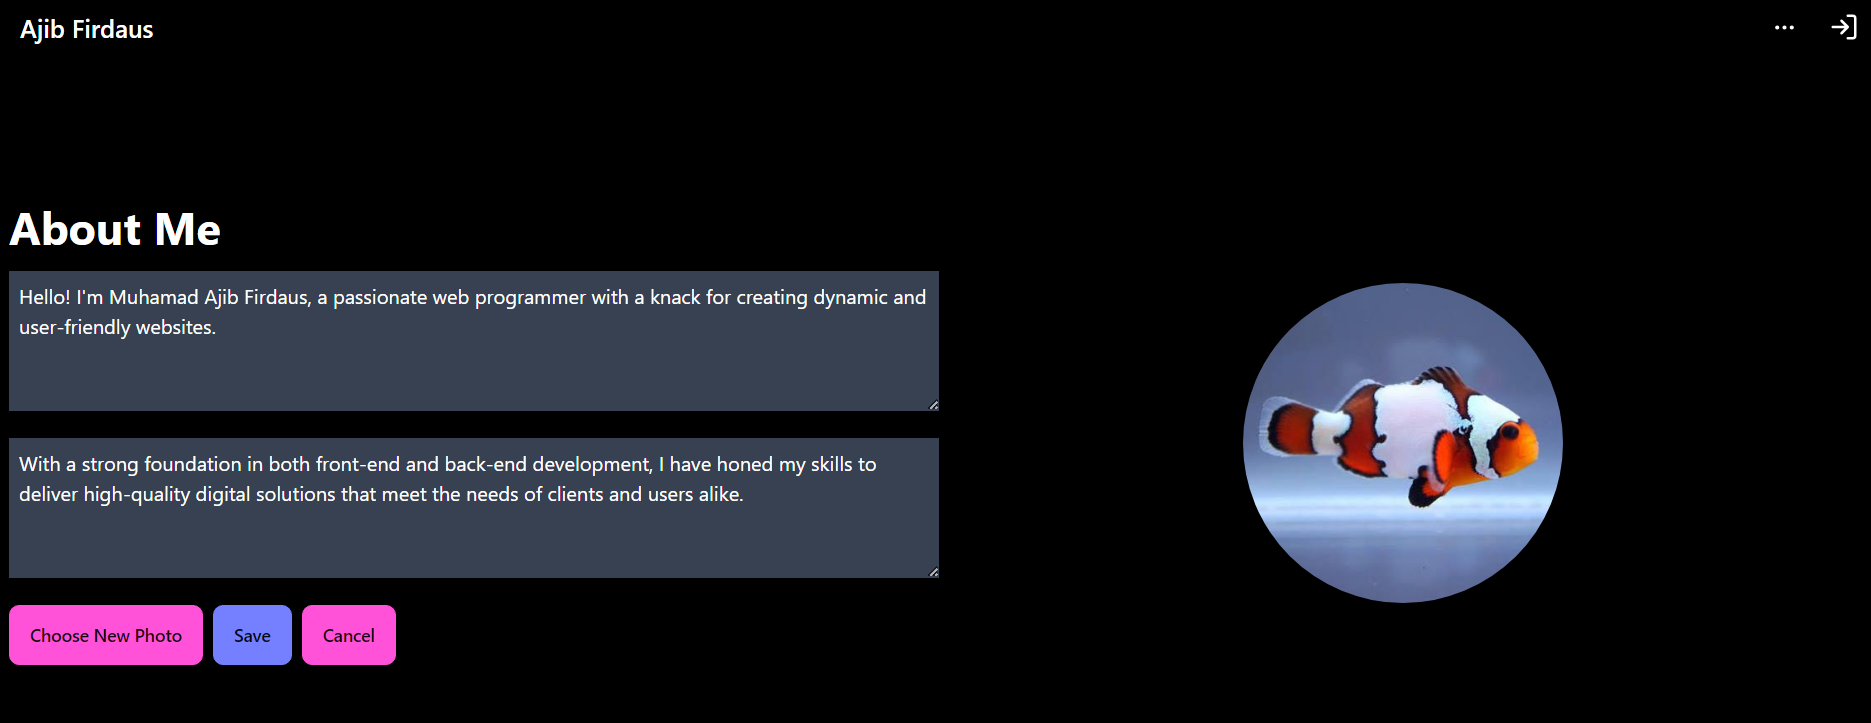 Ajib Firdaus
About Me
Hello! I'm Muhamad Ajib Firdaus, a passionate web programmer with a knack for creating dynamic and
user-friendly websites.
With a strong foundation in both front-end and back-end development, I have honed my skills to
deliver high-quality digital solutions that meet the needs of clients and users alike.
Choose New Photo
Save
Cancel